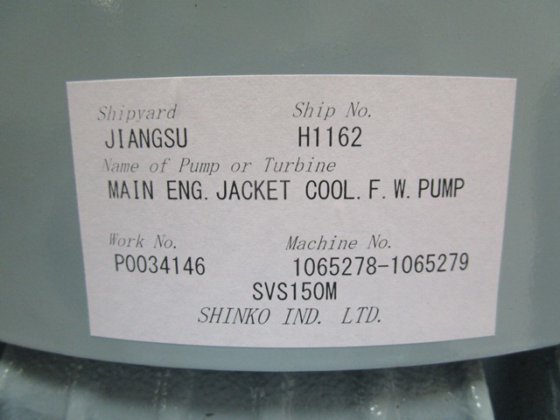 Shipyard Ship No.
JIANGSU H1162
Name of Pump or Turbine
MAIN ENG. JACKET COOL. F. W. PUMP
Work No. Machine No.
P0034146 1065278-1065279
SVS150M
SHINKO IND. LTD.